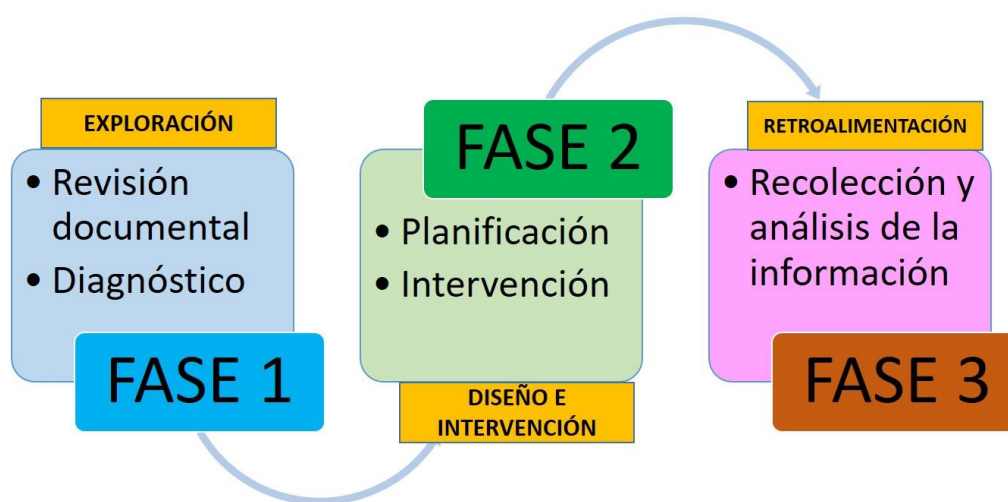 EXPLORACIÓN
• Revisión
documental
• Diagnóstico
FASE 1
FASE 2
• Planificación
• Intervención
DISEÑO E
INTERVENCIÓN
RETROALIMENTACIÓN
• Recolección y
análisis de la
información
FASE 3